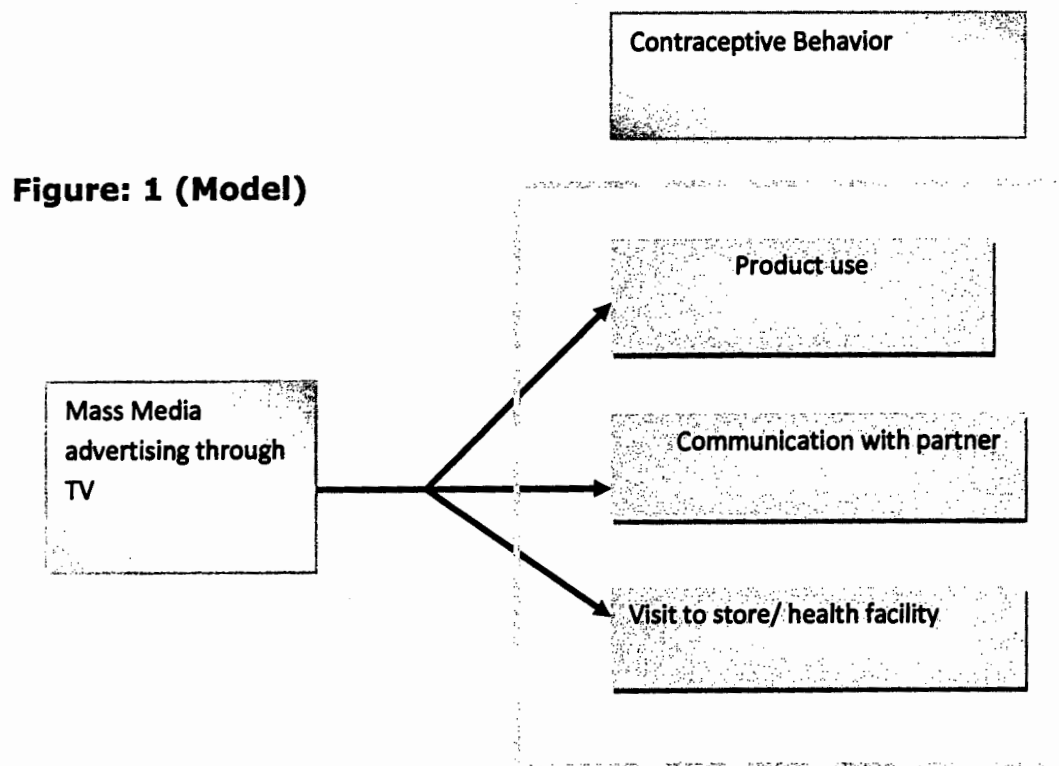 Contraceptive Behavior
Figure: 1 (Model)
Product use
Mass Media
advertising through
TV
Communication with partner
Visit to store/ health facility